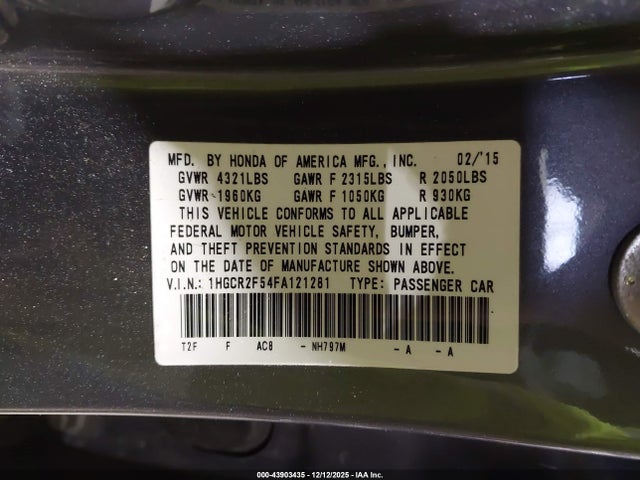 MFD. BY HONDA OF AMERICA MFG., INC. 02/'15
GVWR 4321LBS GAWR F 2315LBS R 2050LBS
GVWR 1960KG GAWR F 1050KG R 930KG
THIS VEHICLE CONFORMS TO ALL APPLICABLE
FEDERAL MOTOR VEHICLE SAFETY, BUMPER,
AND THEFT PREVENTION STANDARDS IN EFFECT
ON THE DATE OF MANUFACTURE SHOWN ABOVE.
V.I.N.: 1HGCR2F54FA121281 TYPE: PASSENGER CAR
T2F F AC8 - NH797M - A - A
000-43903435 - 12/12/2025 - IAA Inc.